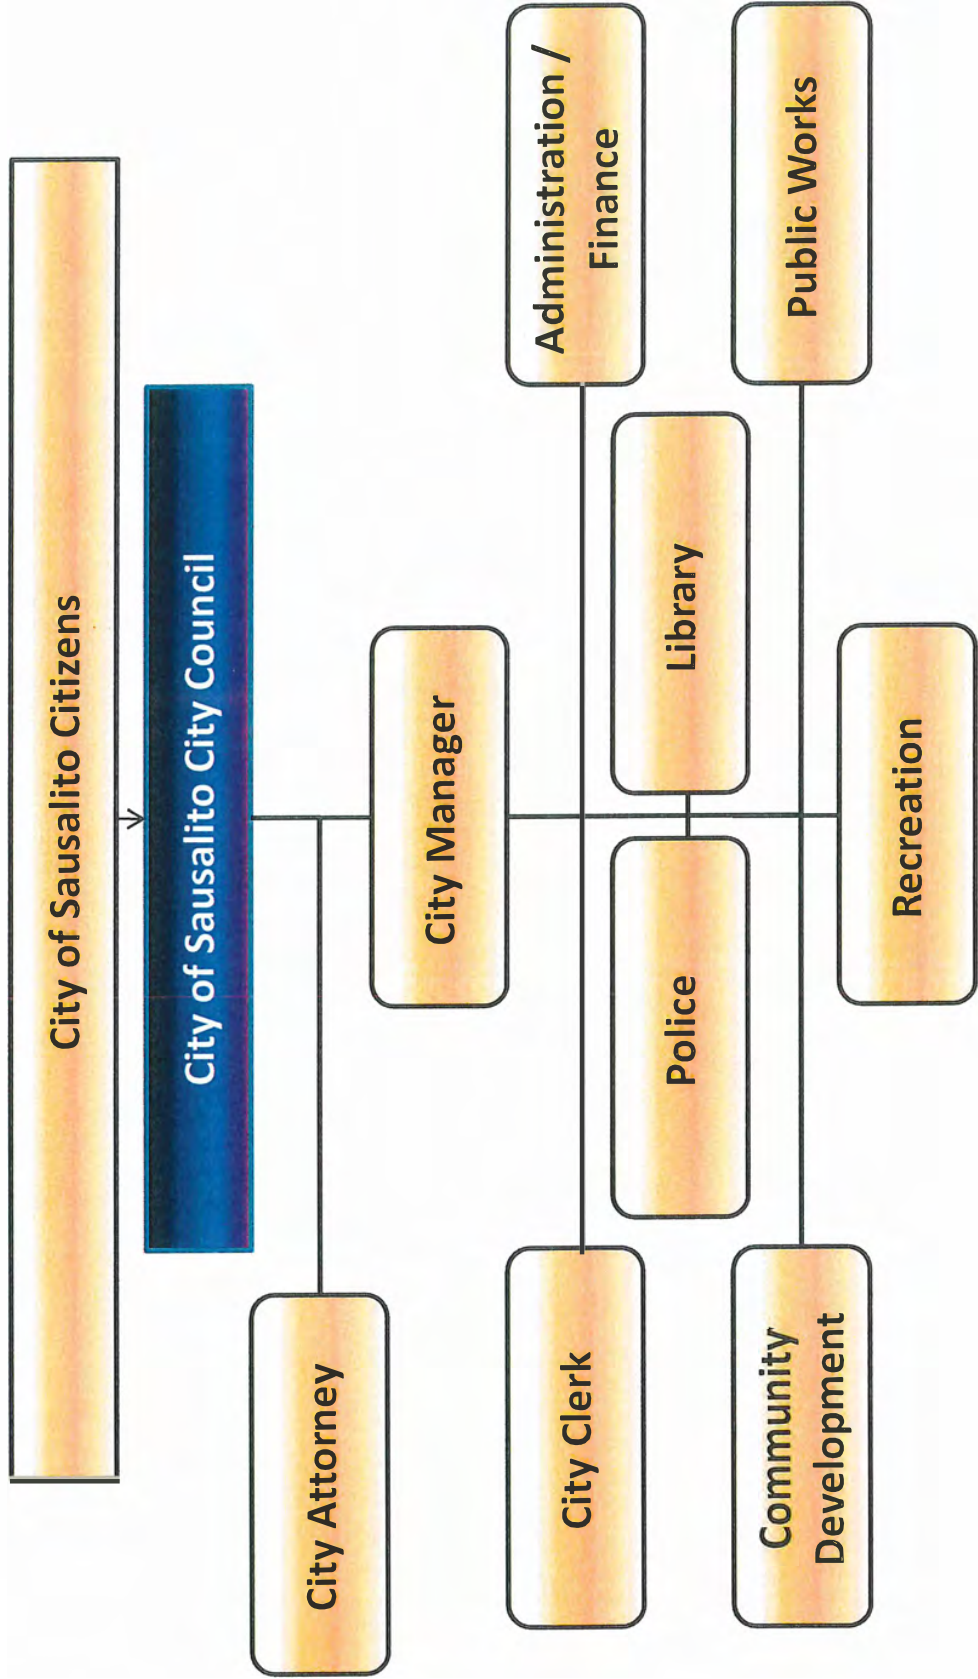 City of Sausalito Citizens
City of Sausalito City Council
City Attorney
City Manager
City Clerk
Administration /
Finance
Police
Library
Community
Development
Public Works
Recreation